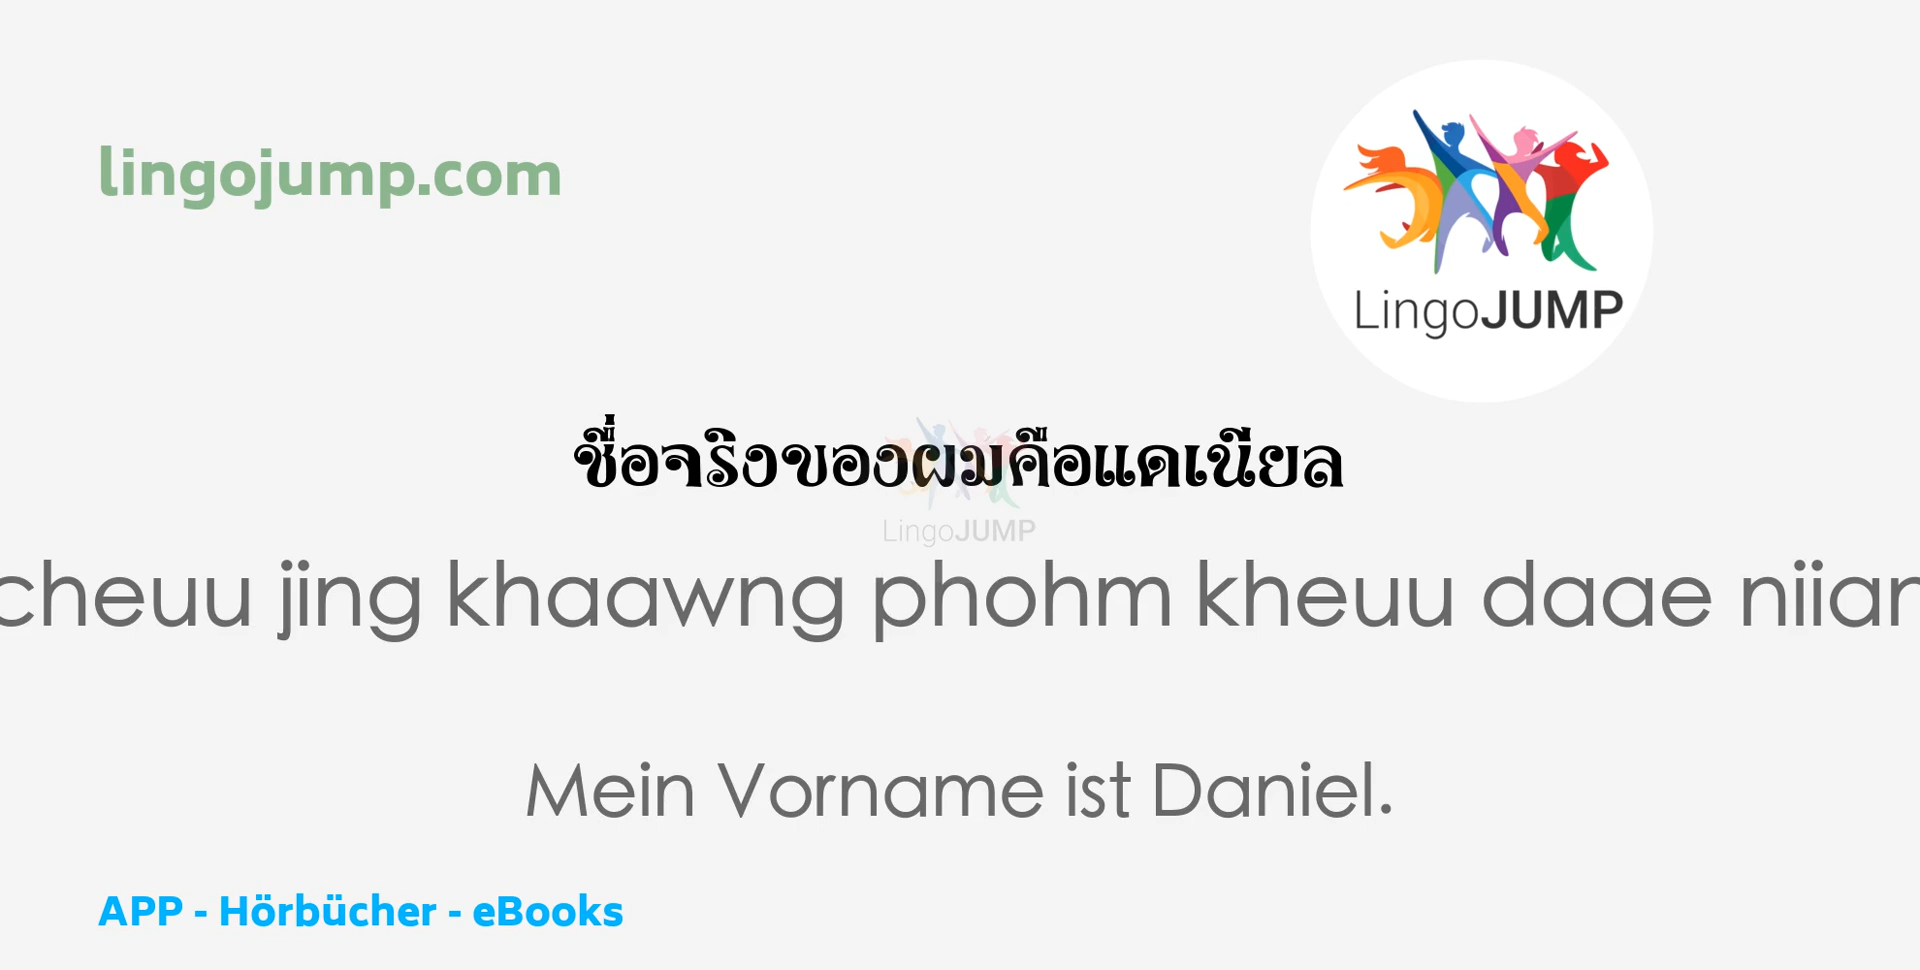 lingojump.com
LingoJUMP
ชื่อจริงของผมคือแดเนียล
LingoJUMP
cheuu jing khaawng phohm kheuu daae niian
Mein Vorname ist Daniel.
APP - Hörbücher - eBooks